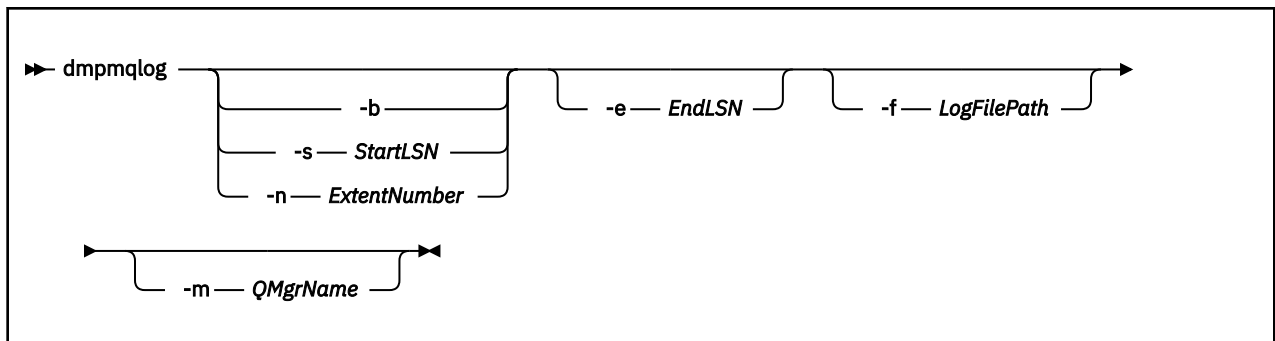 dmpmqlog
-b
-s StartLSN
-n ExtentNumber
-e EndLSN
-f LogFilePath
-m QMgrName